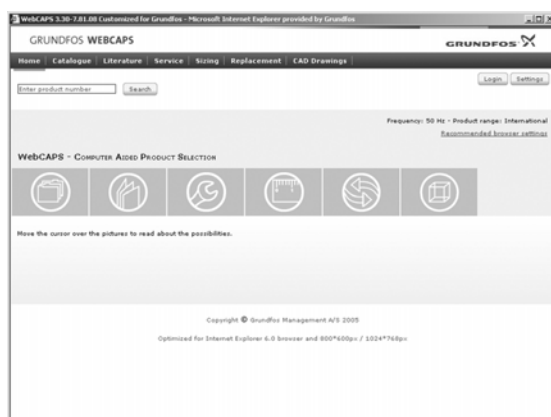 WebCAPS 3.30-7.81.08 Customized for Grundfos - Microsoft Internet Explorer provided by Grundfos
GRUNDFOS WEBCAPS
GRUNDFOS
Home | Catalogue | Literature | Service | Sizing | Replacement | CAD Drawings
Login Settings
Enter product number Search
Frequency: 50 Hz - Product range: International
Recommended browser settings
WebCAPS - Computer Aided Product Selection
Move the cursor over the pictures to read about the possibilities.
Copyright © Grundfos Management A/S 2005
Optimized for Internet Explorer 6.0 browser and 800*600px / 1024*768px